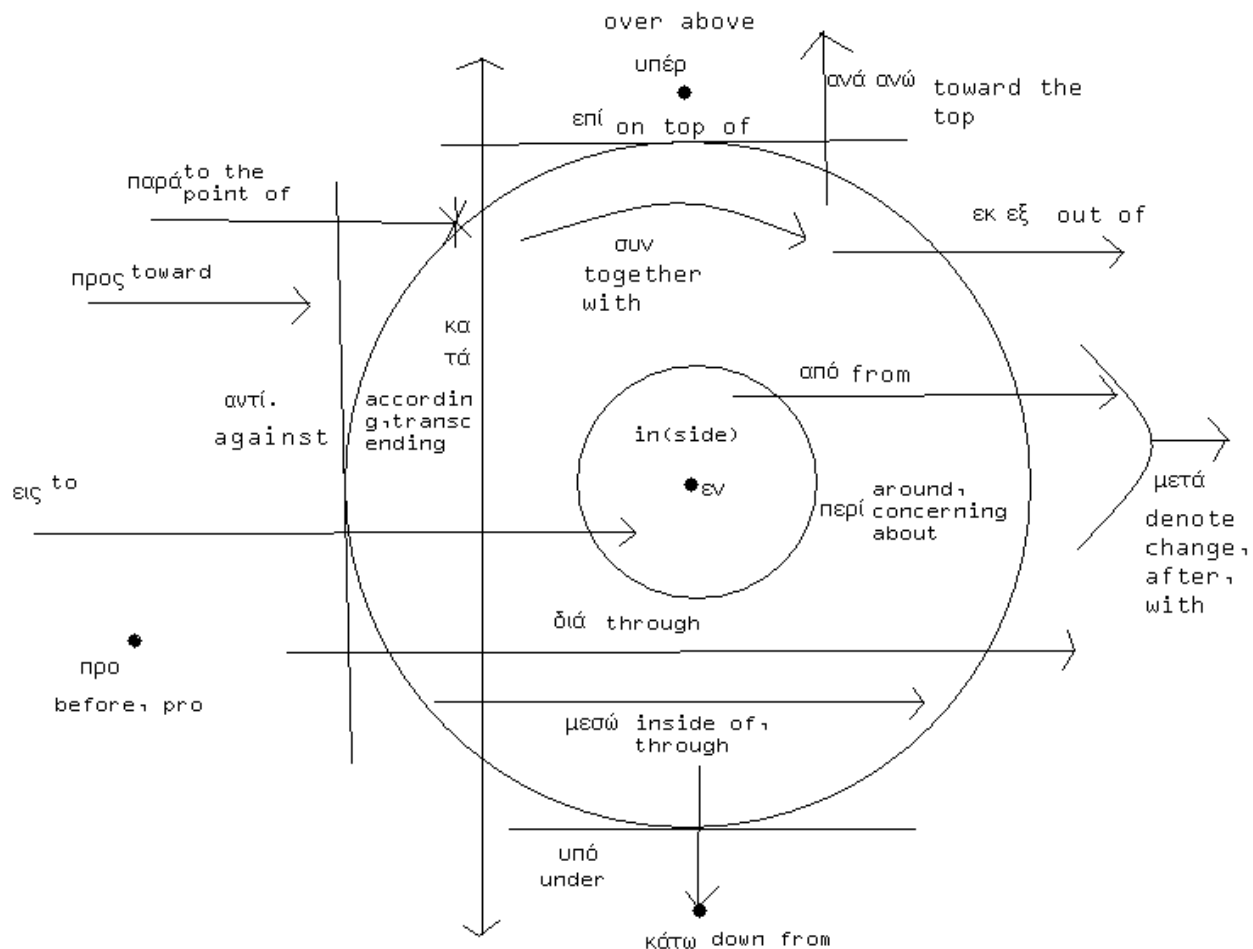 over above
υπέρ
ανά ανώ toward the
top
επί on top of
παρά to the
point of
εκ εξ out of
συν
together
with
προς toward
κα
τά
από from
αντί.
against
accordin
g,transc
ending
in(side)
εν
εις to
περί around,
concerning
about
μετά
denote
change,
after,
with
διά through
προ
before, pro
μεσώ inside of,
through
υπό
under
κάτω down from